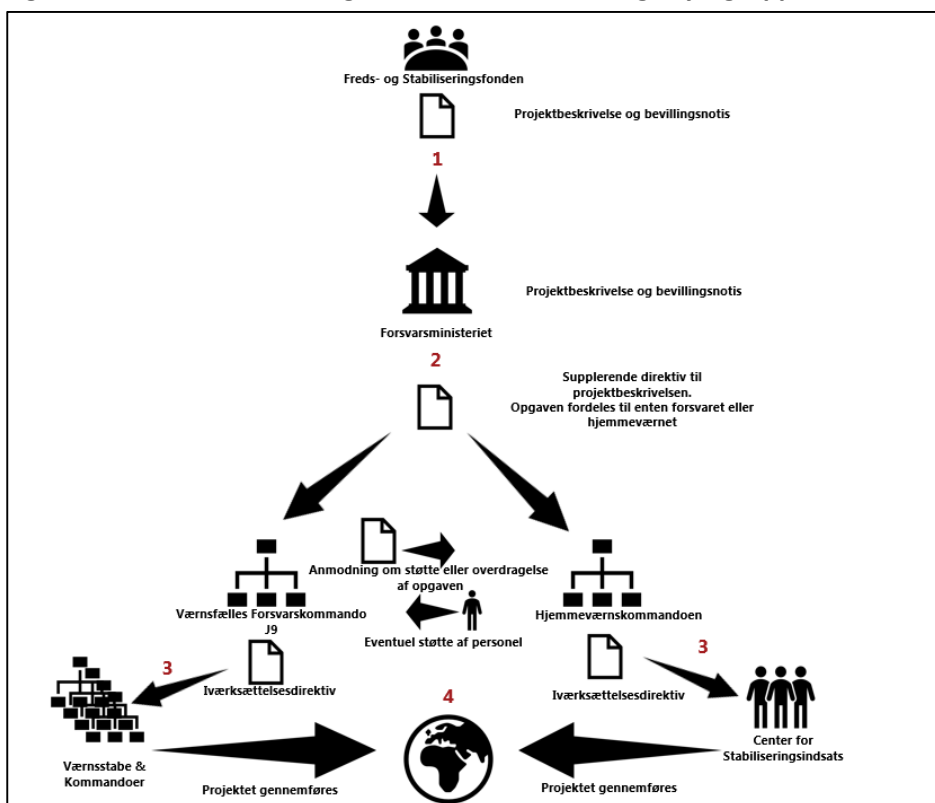 Freds- og Stabiliseringsfonden
Projektbeskrivelse og bevillingsnotis
1
Projektbeskrivelse og bevillingsnotis
Forsvarsministeriet
2
Supplerende direktiv til
projektbeskrivelsen.
Opgaven fordeles til enten forsvaret eller
hjemmeværnet
Anmodning om støtte eller overdragelse
af opgaven
Værnsfælles Forsvarskommando
J9
Hjemmeværnskommandoen
Eventuel støtte af personel
3
Iværksættelsesdirektiv
3
Iværksættelsesdirektiv
4
Værnsstabe &
Kommandoer
Center for
Stabiliseringsindsats
Projektet gennemføres
Projektet gennemføres